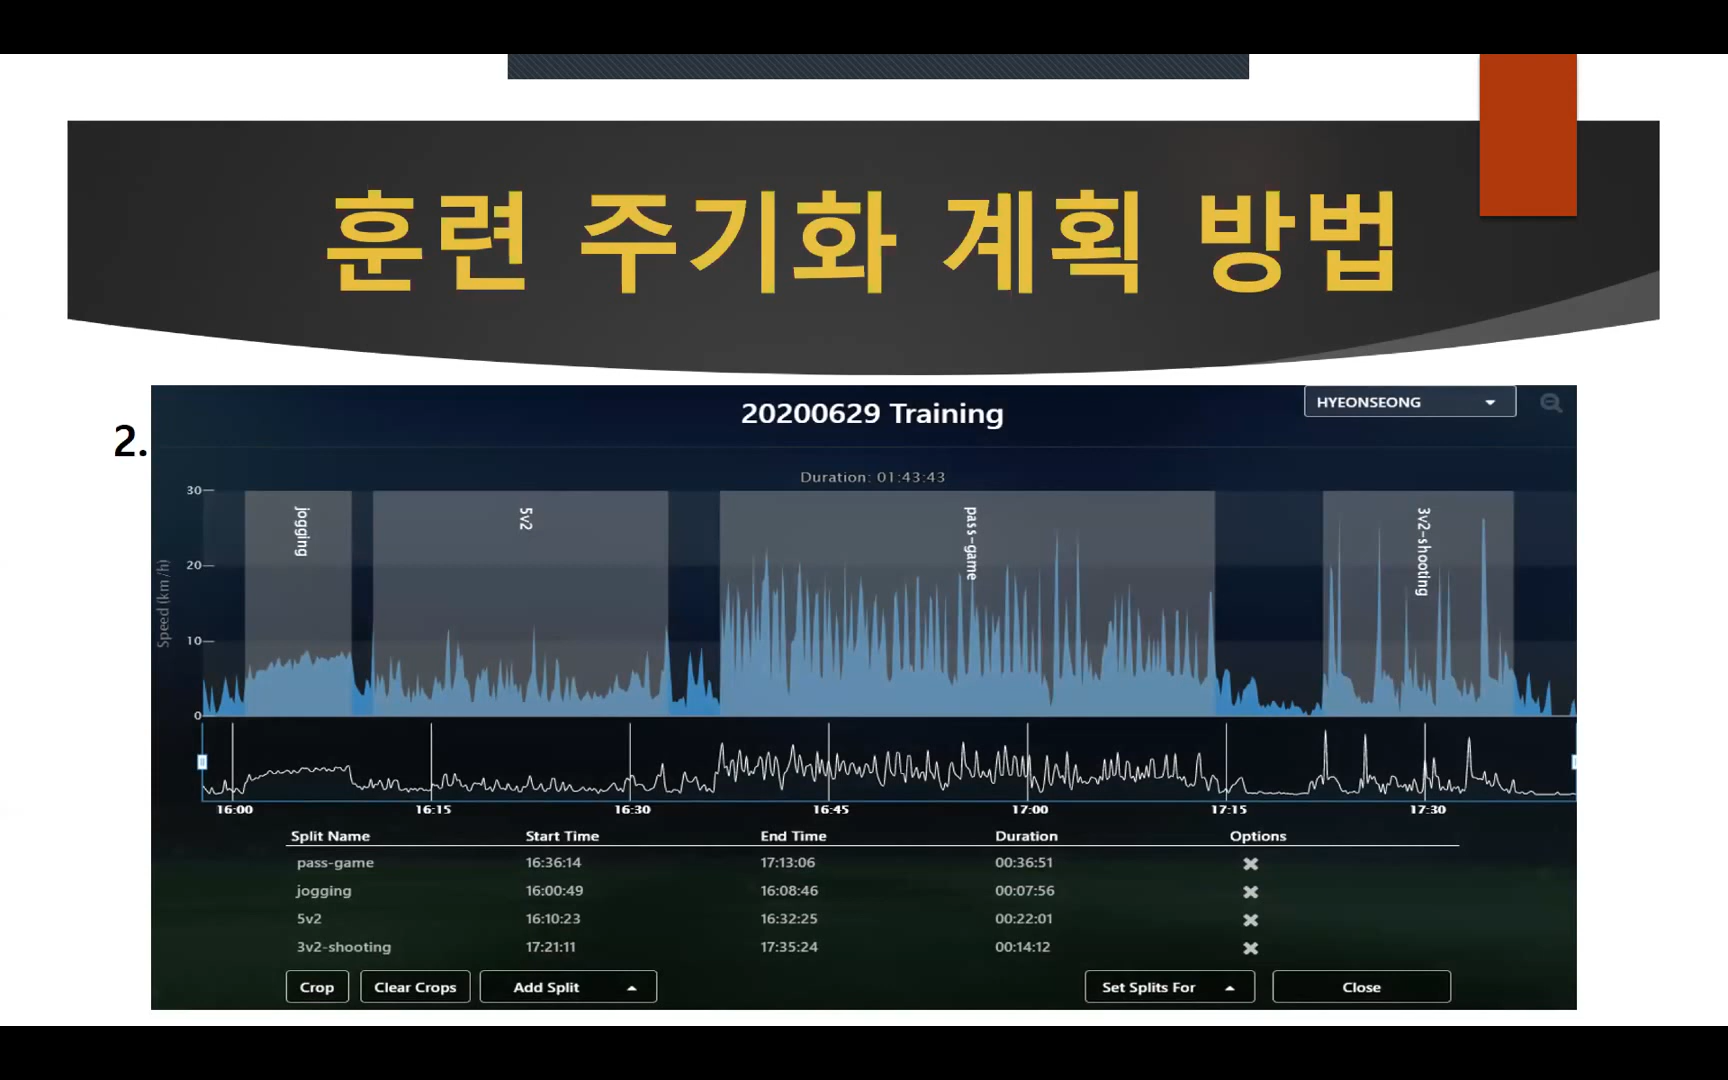 훈련 주기화 계획 방법
2.
20200629 Training
HYEONSEONG
Duration: 01:43:43
Speed (km/h)
30
20
10
0
jogging
5v2
pass-game
3v2-shooting
16:00 16:15 16:30 16:45 17:00 17:15 17:30
Split Name Start Time End Time Duration Options
pass-game 16:36:14 17:13:06 00:36:51
jogging 16:00:49 16:08:46 00:07:56
5v2 16:10:23 16:32:25 00:22:01
3v2-shooting 17:21:11 17:35:24 00:14:12
Crop Clear Crops Add Split Set Splits For Close